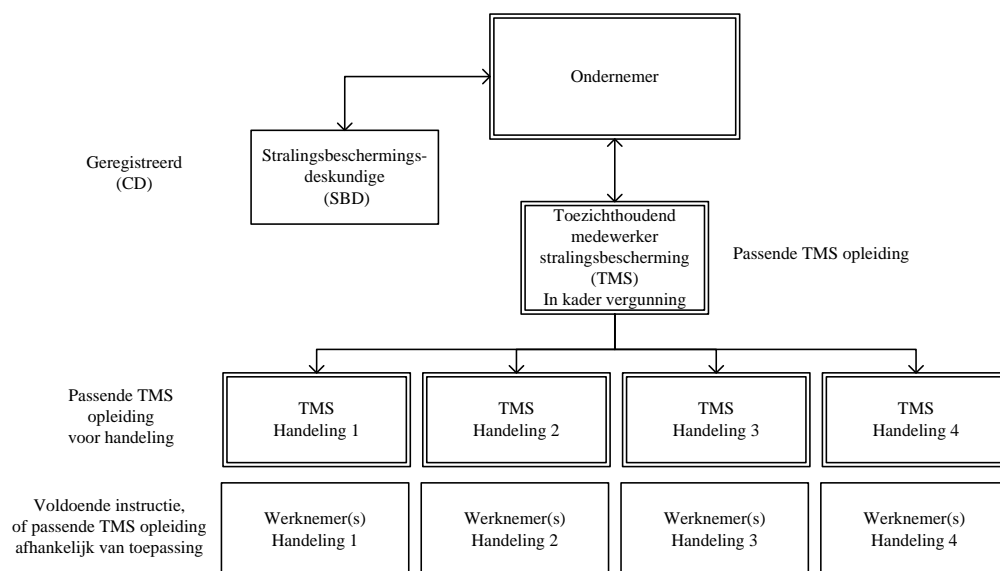 Ondernemer
Geregistreerd
(CD)
Stralingsbeschermings-
deskundige
(SBD)
Toezichthoudend
medewerker
stralingsbescherming
(TMS)
In kader vergunning
Passende TMS opleiding
Passende TMS
opleiding
voor handeling
TMS
Handeling 1
TMS
Handeling 2
TMS
Handeling 3
TMS
Handeling 4
Voldoende instructie,
of passende TMS opleiding
afhankelijk van toepassing
Werknemer(s)
Handeling 1
Werknemer(s)
Handeling 2
Werknemer(s)
Handeling 3
Werknemer(s)
Handeling 4